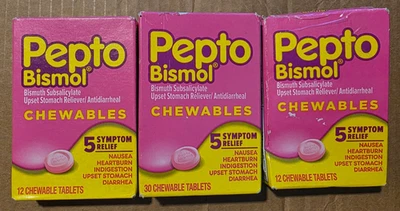 Pepto
Bismol®
Bismuth Subsalicylate
Upset Stomach Reliever/Antidiarrheal
CHEWABLES
5 SYMPTOM
RELIEF
NAUSEA
HEARTBURN
INDIGESTION
UPSET STOMACH
DIARRHEA
12 CHEWABLE TABLETS
Pepto
Bismol®
Bismuth Subsalicylate
Upset Stomach Reliever/Antidiarrheal
CHEWABLES
5 SYMPTOM
RELIEF
NAUSEA
HEARTBURN
INDIGESTION
UPSET STOMACH
DIARRHEA
30 CHEWABLE TABLETS
Pepto
Bismol®
Bismuth Subsalicylate
Upset Stomach Reliever/Antidiarrheal
CHEWABLES
5 SYMPTOM
RELIEF
NAUSEA
HEARTBURN
INDIGESTION
UPSET STOMACH
DIARRHEA
12 CHEWABLE TABLETS